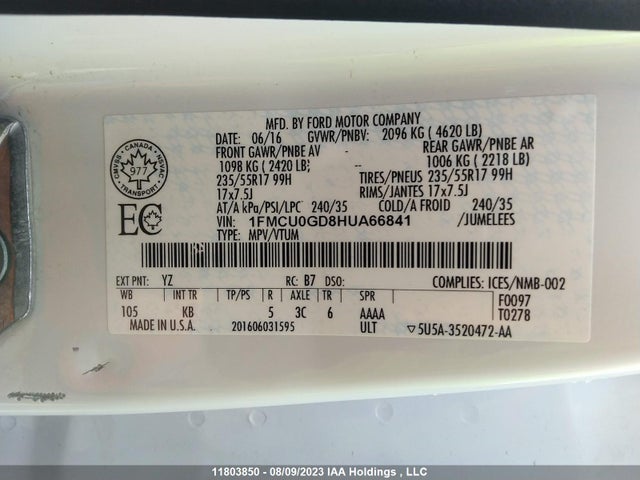 MFD. BY FORD MOTOR COMPANY
DATE: 06/16 GVWR/PNBV: 2096 KG ( 4620 LB)
FRONT GAWR/PNBE AV -- REAR GAWR/PNBE AR
1098 KG ( 2420 LB) 1006 KG ( 2218 LB)
235/55R17 99H TIRES/PNEUS 235/55R17 99H
17x7.5J RIMS/JANTES 17x7.5J
AT/A kPa/PSI/LPC 240/35 COLD/A FROID 240/35
VIN: 1FMCU0GD8HUA66841 /JUMELEES
TYPE: MPV/VTUM
CMVSS CANADA NSVAC
977
TRANSPORT
EC
EXT PNT: YZ RC: B7 DSO: COMPLIES: ICES/NMB-002
WB INT TR TP/PS R AXLE TR SPR F0097
105 KB 5 3C 6 AAAA T0278
MADE IN U.S.A. 201606031595 ULT ▽5U5A-3520472-AA
11803850 - 08/09/2023 IAA Holdings , LLC